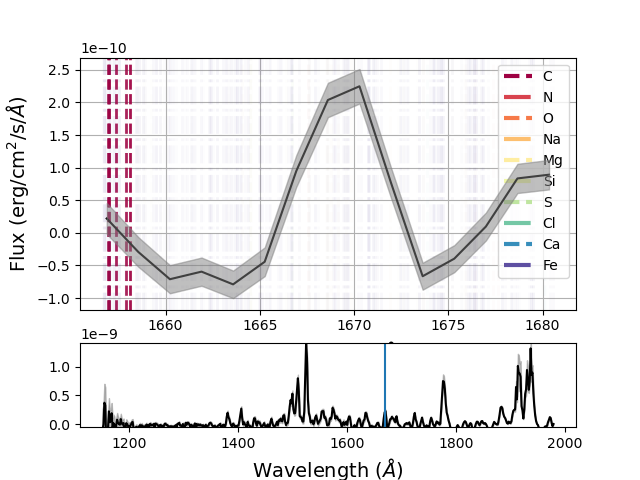 1e−10
Flux (erg/cm²/s/Å)
2.5
2.0
1.5
1.0
0.5
0.0
−0.5
−1.0
C
N
O
Na
Mg
Si
S
Cl
Ca
Fe
1660 1665 1670 1675 1680
1e−9
1.0
0.5
0.0
1200 1400 1600 1800 2000
Wavelength (Å)